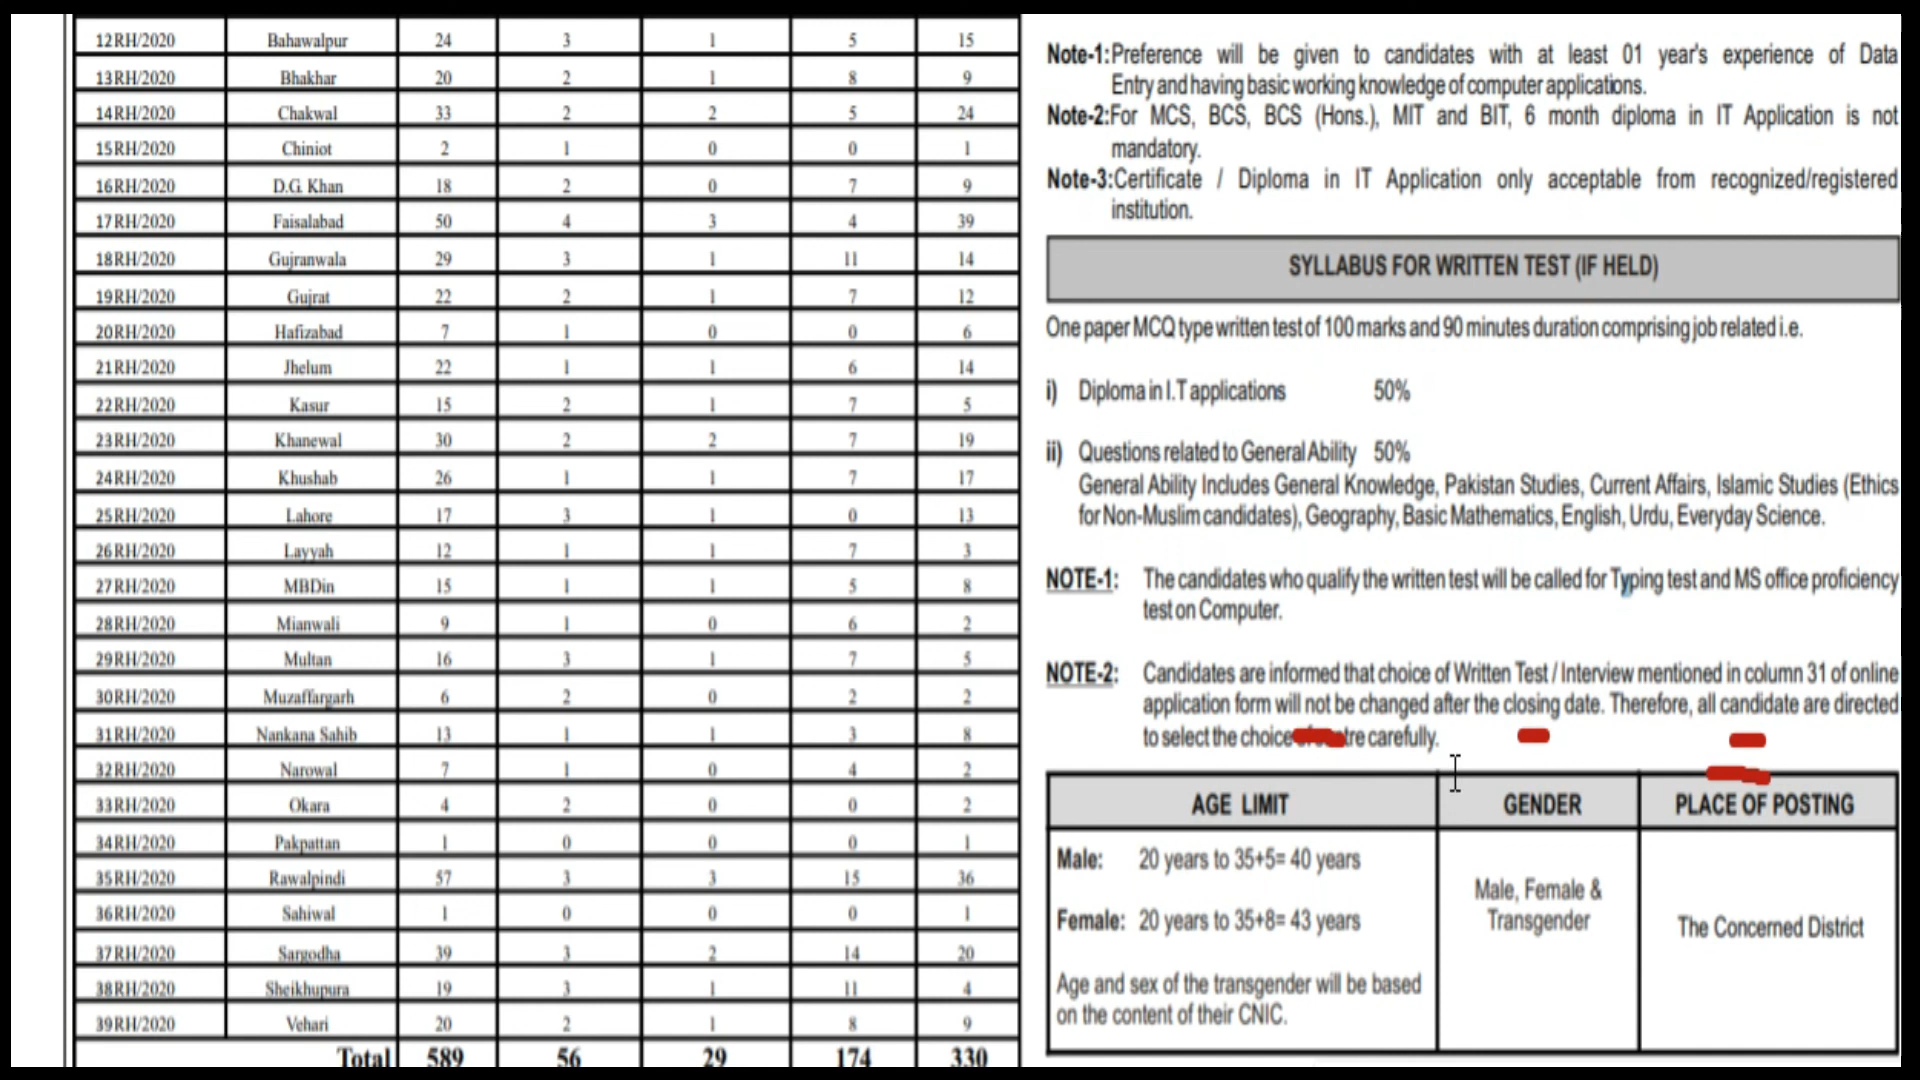 12RH/2020 Bahawalpur 24 3 1 5 15
13RH/2020 Bhakhar 20 2 1 8 9
14RH/2020 Chakwal 33 2 2 5 24
15RH/2020 Chiniot 2 1 0 0 1
16RH/2020 D.G. Khan 18 2 0 7 9
17RH/2020 Faisalabad 50 4 3 4 39
18RH/2020 Gujranwala 29 3 1 11 14
19RH/2020 Gujrat 22 2 1 7 12
20RH/2020 Hafizabad 7 1 0 0 6
21RH/2020 Jhelum 22 1 1 6 14
22RH/2020 Kasur 15 2 1 7 5
23RH/2020 Khanewal 30 2 2 7 19
24RH/2020 Khushab 26 1 1 7 17
25RH/2020 Lahore 17 3 1 0 13
26RH/2020 Layyah 12 1 1 7 3
27RH/2020 MBDin 15 1 1 5 8
28RH/2020 Mianwali 9 1 0 6 2
29RH/2020 Multan 16 3 1 7 5
30RH/2020 Muzaffargarh 6 2 0 2 2
31RH/2020 Nankana Sahib 13 1 1 3 8
32RH/2020 Narowal 7 1 0 4 2
33RH/2020 Okara 4 2 0 0 2
34RH/2020 Pakpattan 1 0 0 0 1
35RH/2020 Rawalpindi 57 3 3 15 36
36RH/2020 Sahiwal 1 0 0 0 1
37RH/2020 Sargodha 39 3 2 14 20
38RH/2020 Sheikhupura 19 3 1 11 4
39RH/2020 Vehari 20 2 1 8 9
Total 589 56 29 174 330
Note-1: Preference will be given to candidates with at least 01 year's experience of Data
Entry and having basic working knowledge of computer applications.
Note-2: For MCS, BCS, BCS (Hons.), MIT and BIT, 6 month diploma in IT Application is not
mandatory.
Note-3: Certificate / Diploma in IT Application only acceptable from recognized/registered
institution.
SYLLABUS FOR WRITTEN TEST (IF HELD)
One paper MCQ type written test of 100 marks and 90 minutes duration comprising job related i.e.
i) Diploma in I.T applications 50%
ii) Questions related to General Ability 50%
General Ability Includes General Knowledge, Pakistan Studies, Current Affairs, Islamic Studies (Ethics
for Non-Muslim candidates), Geography, Basic Mathematics, English, Urdu, Everyday Science.
NOTE-1: The candidates who qualify the written test will be called for Typing test and MS office proficiency
test on Computer.
NOTE-2: Candidates are informed that choice of Written Test / Interview mentioned in column 31 of online
application form will not be changed after the closing date. Therefore, all candidate are directed
to select the choice carefully.
AGE LIMIT GENDER PLACE OF POSTING
Male: 20 years to 35+5= 40 years
Female: 20 years to 35+8= 43 years
Age and sex of the transgender will be based
on the content of their CNIC.
Male, Female &
Transgender
The Concerned District